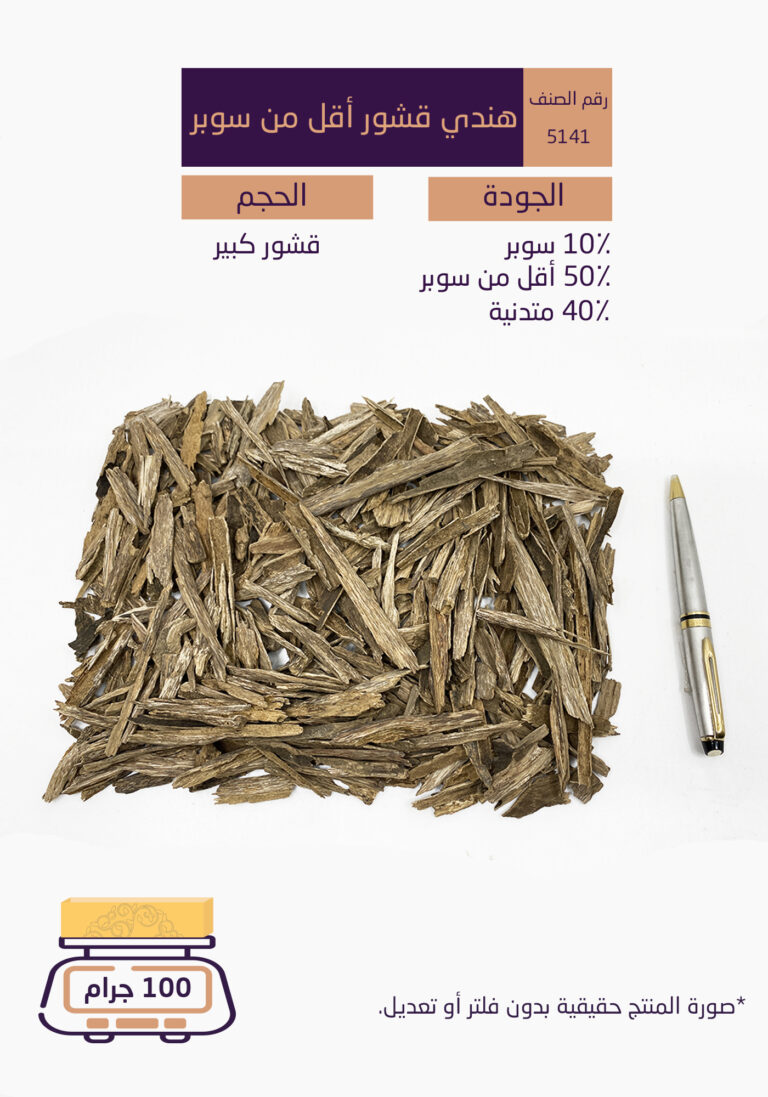 رقم الصنف
5141
هندي قشور أقل من سوبر
الجودة
10٪ سوبر
50٪ أقل من سوبر
40٪ متدنية
الحجم
قشور كبير
100 جرام
*صورة المنتج حقيقية بدون فلتر أو تعديل.